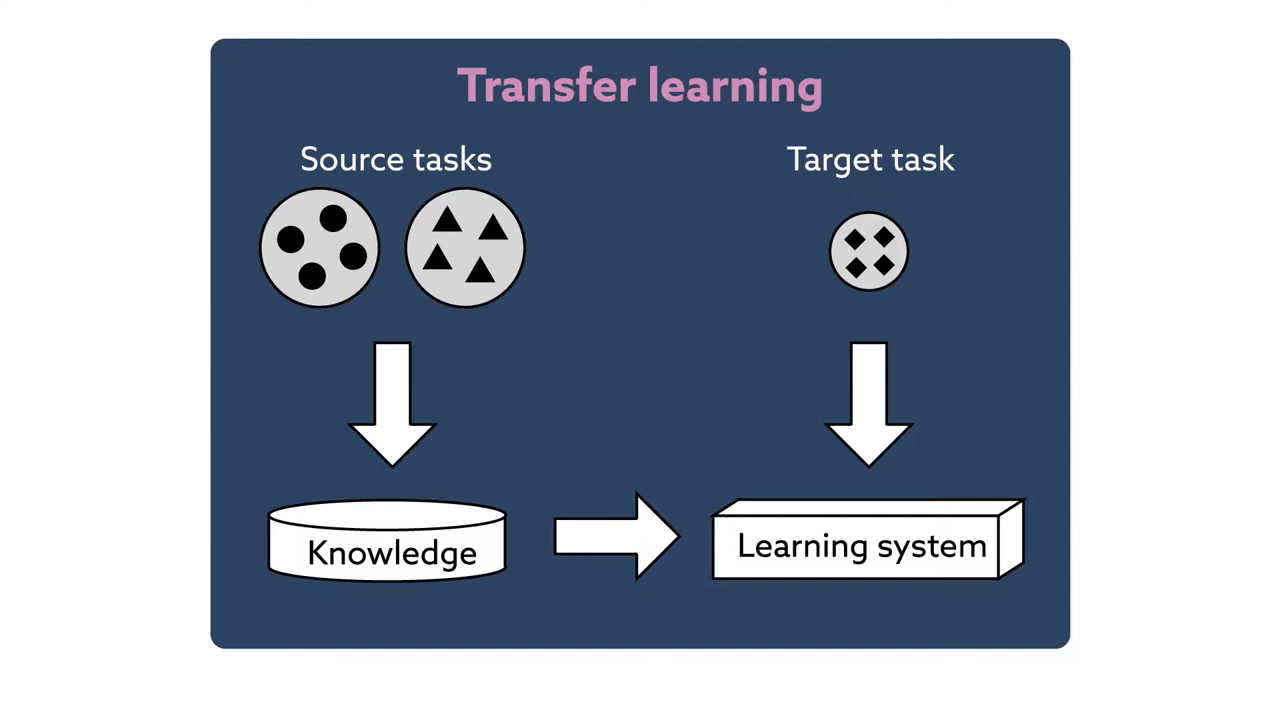 Transfer learning
Source tasks
Target task
Knowledge
Learning system